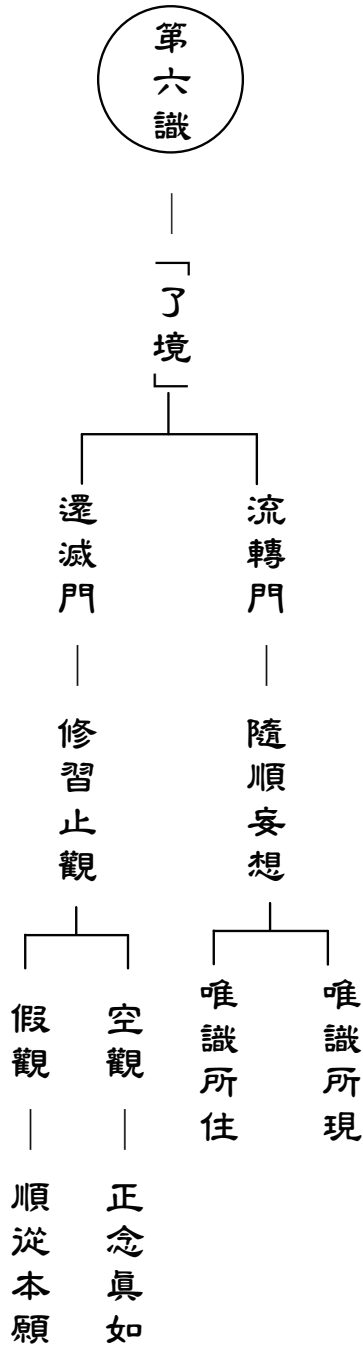 第六識
「了境」
流轉門
隨順妄想
唯識所現
唯識所住
還滅門
修習止觀
空觀
正念眞如
假觀
順從本願